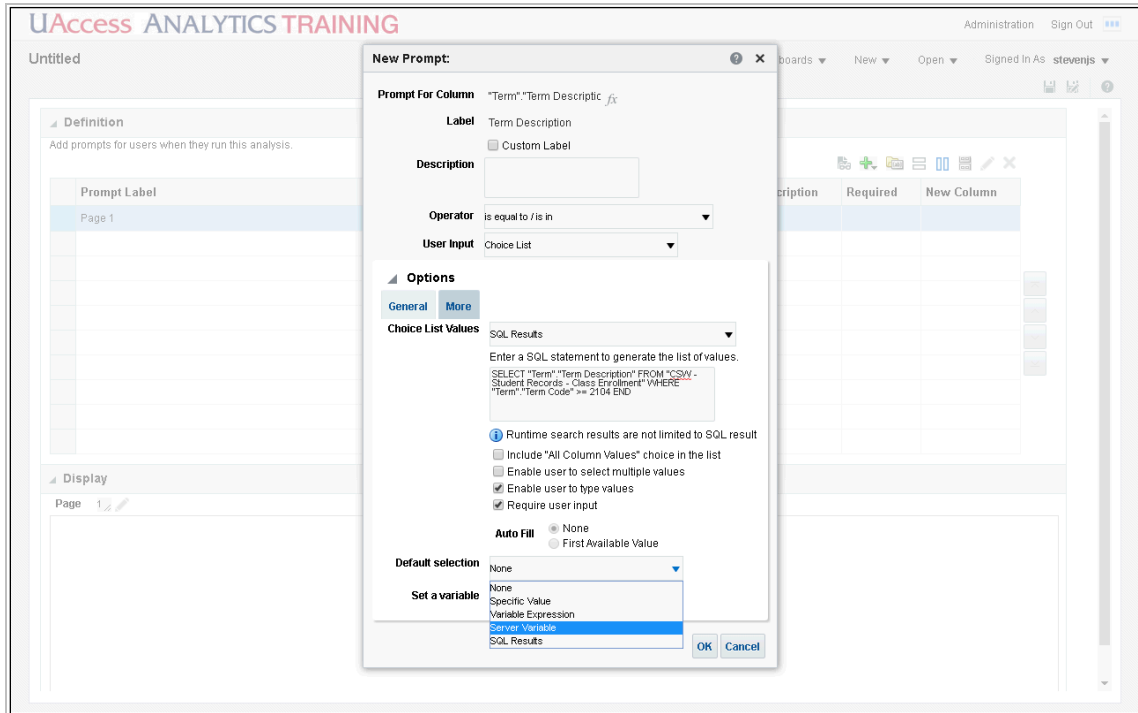 UAccess ANALYTICS TRAINING
Administration Sign Out
Untitled
boards New Open Signed In As stevenjs
Definition
Add prompts for users when they run this analysis.
Prompt Label
cription Required New Column
Page 1
New Prompt:
Prompt For Column "Term"."Term Descriptic fx
Label Term Description
Custom Label
Description
Operator is equal to / is in
User Input Choice List
Options
General More
Choice List Values SQL Results
Enter a SQL statement to generate the list of values.
SELECT "Term"."Term Description" FROM "CSW -
Student Records - Class Enrollment" WHERE
"Term"."Term Code" >= 2104 END
Runtime search results are not limited to SQL result
Include "All Column Values" choice in the list
Enable user to select multiple values
Enable user to type values
Require user input
Auto Fill None
First Available Value
Default selection None
Set a variable
None
Specific Value
Variable Expression
Server Variable
SQL Results
OK Cancel
Display
Page 1